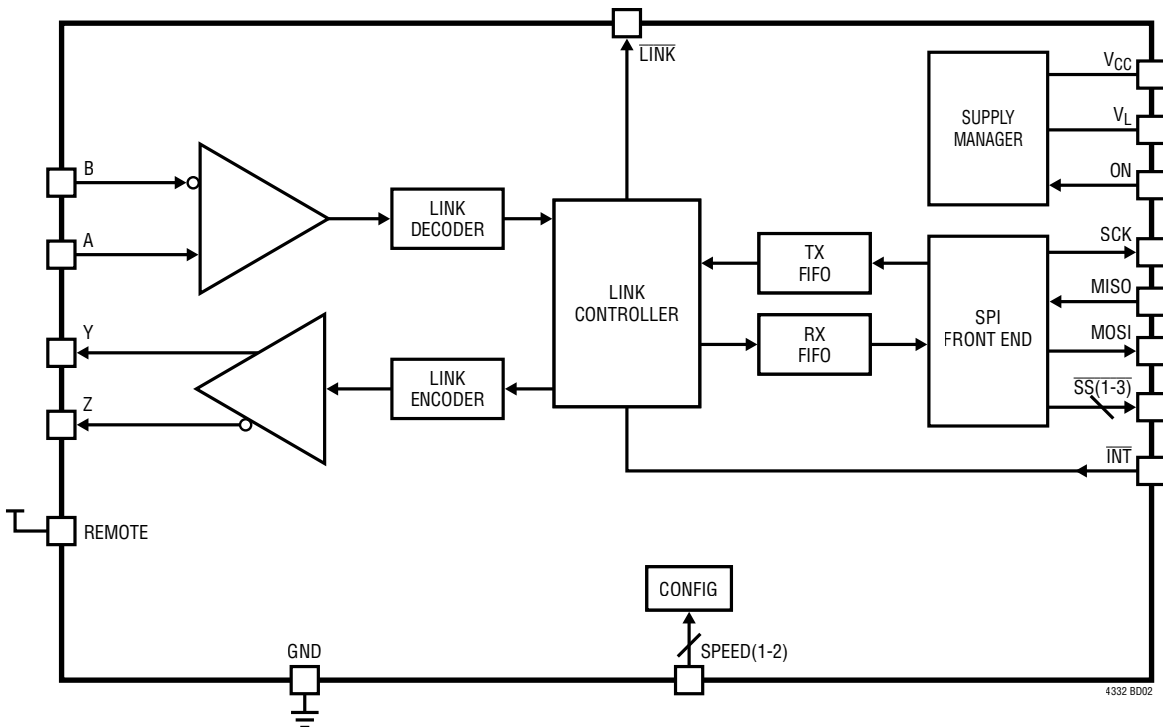 LINK
VCC
SUPPLY
MANAGER
VL
ON
B
A
LINK
DECODER
LINK
CONTROLLER
TX
FIFO
RX
FIFO
SPI
FRONT END
SCK
MISO
MOSI
SS(1-3)
INT
Y
Z
LINK
ENCODER
REMOTE
CONFIG
GND
SPEED(1-2)
4332 BD02